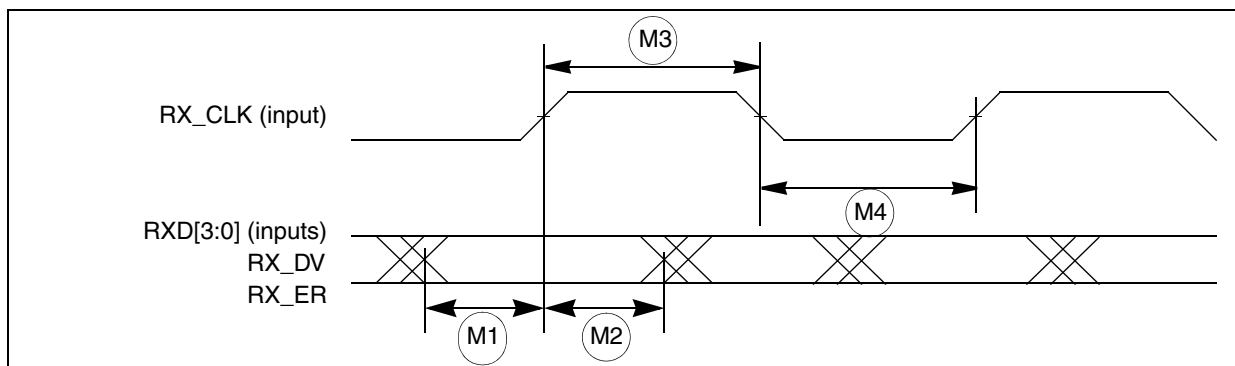 M3
RX_CLK (input)
M4
RXD[3:0] (inputs)
RX_DV
RX_ER
M1
M2